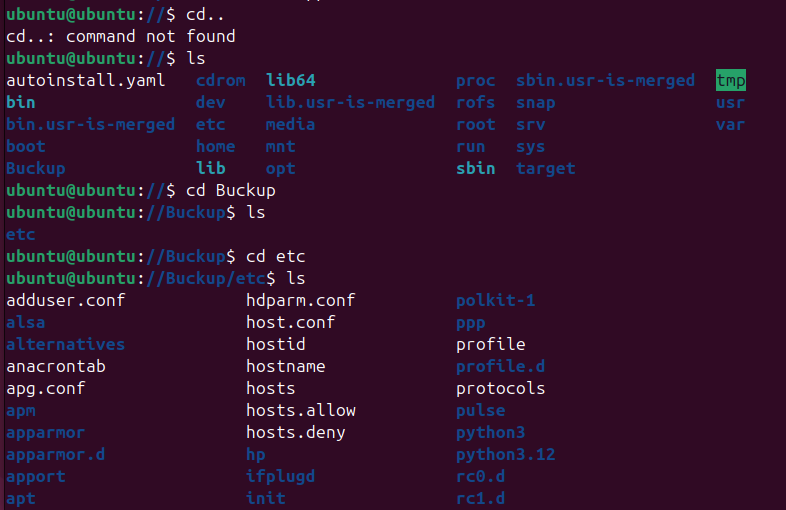 ubuntu@ubuntu://$ cd..
cd..: command not found
ubuntu@ubuntu://$ ls
autoinstall.yaml cdrom lib64 proc sbin.usr-is-merged tmp
bin dev lib.usr-is-merged rofs snap usr
bin.usr-is-merged etc media root srv var
boot home mnt run sys
Buckup lib opt sbin target
ubuntu@ubuntu://$ cd Buckup
ubuntu@ubuntu://Buckup$ ls
etc
ubuntu@ubuntu://Buckup$ cd etc
ubuntu@ubuntu://Buckup/etc$ ls
adduser.conf hdparm.conf polkit-1
alsa host.conf ppp
alternatives hostid profile
anacrontab hostname profile.d
apg.conf hosts protocols
apm hosts.allow pulse
apparmor hosts.deny python3
apparmor.d hp python3.12
apport ifplugd rc0.d
apt init rc1.d